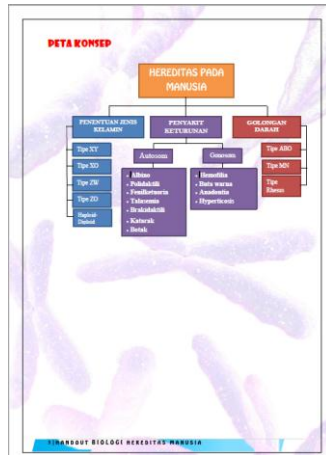 PETA KONSEP
HEREDITAS PADA
MANUSIA
PENENTUAN JENIS
KELAMIN
PENYAKIT
KETURUNAN
GOLONGAN
DARAH
Tipe XY
Tipe XO
Tipe ZW
Tipe ZO
Haploid-
Diploid
Autosom
Albino
Polidaktili
Fenilketouria
Talasemia
Brakidaktili
Katarak
Botak
Gonosom
Hemofilia
Buta warna
Anodontia
Hypertrcosis
Tipe ABO
Tipe MN
Tipe
Rhesus
HANDOUT BIOLOGI HEREDITAS MANUSIA